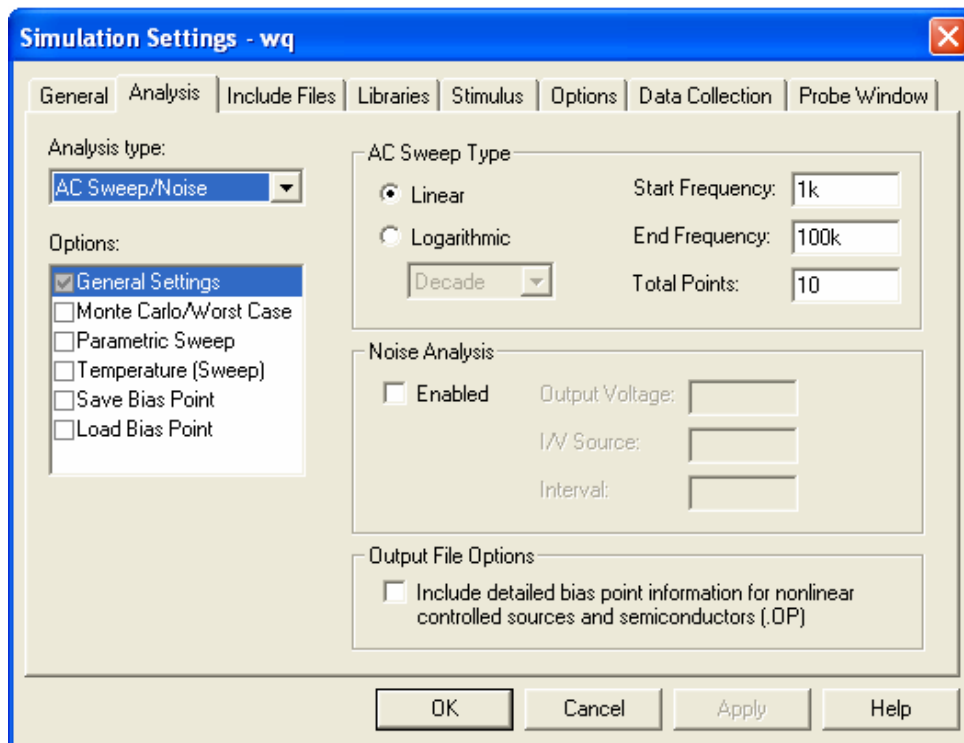 Simulation Settings - wq
General Analysis Include Files Libraries Stimulus Options Data Collection Probe Window
Analysis type:
AC Sweep/Noise
Options:
General Settings
Monte Carlo/Worst Case
Parametric Sweep
Temperature (Sweep)
Save Bias Point
Load Bias Point
AC Sweep Type
Linear
Logarithmic
Decade
Start Frequency: 1k
End Frequency: 100k
Total Points: 10
Noise Analysis
Enabled
Output Voltage:
I/V Source:
Interval:
Output File Options
Include detailed bias point information for nonlinear
controlled sources and semiconductors (.OP)
OK Cancel Apply Help